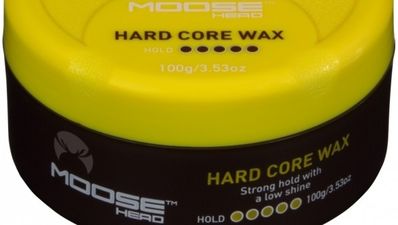 MOOSE
HEAD
HARD CORE WAX
HOLD
100g/3.53oz
MOOSE™
HEAD
HARD CORE WAX
Strong hold with
a low shine
HOLD
100g/3.53oz